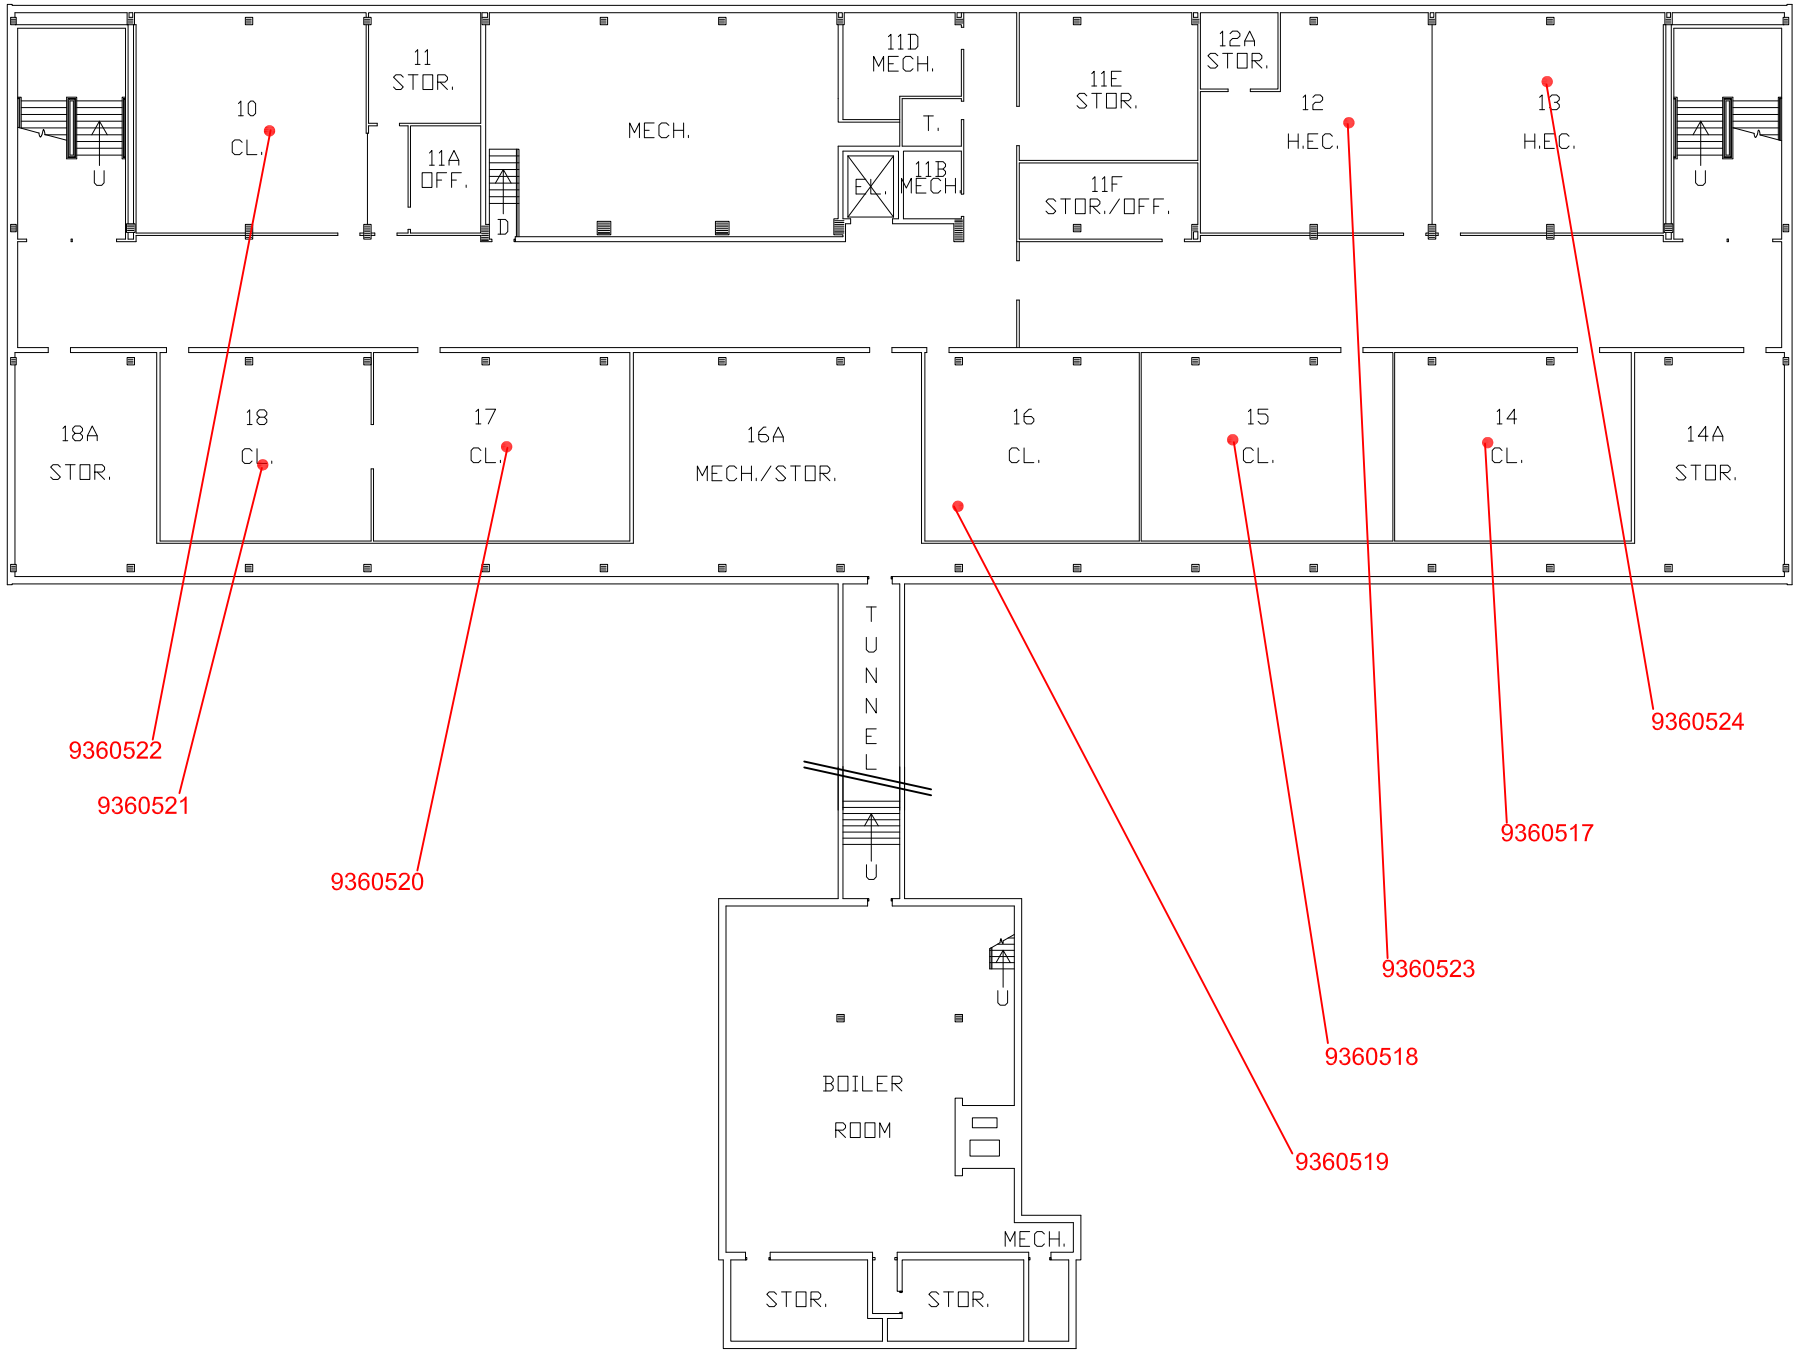 10
CL.
U
11
STOR.
11A
OFF.
D
MECH.
11D
MECH.
T.
EL.
11B
MECH.
11E
STOR.
11F
STOR./OFF.
12A
STOR.
12
H.EC.
13
H.EC.
U
18A
STOR.
18
CL.
17
CL.
16A
MECH./STOR.
16
CL.
15
CL.
14
CL.
14A
STOR.
TUNNEL
U
9360522
9360521
9360520
9360524
9360517
9360523
9360518
9360519
U
BOILER
ROOM
MECH.
STOR.
STOR.